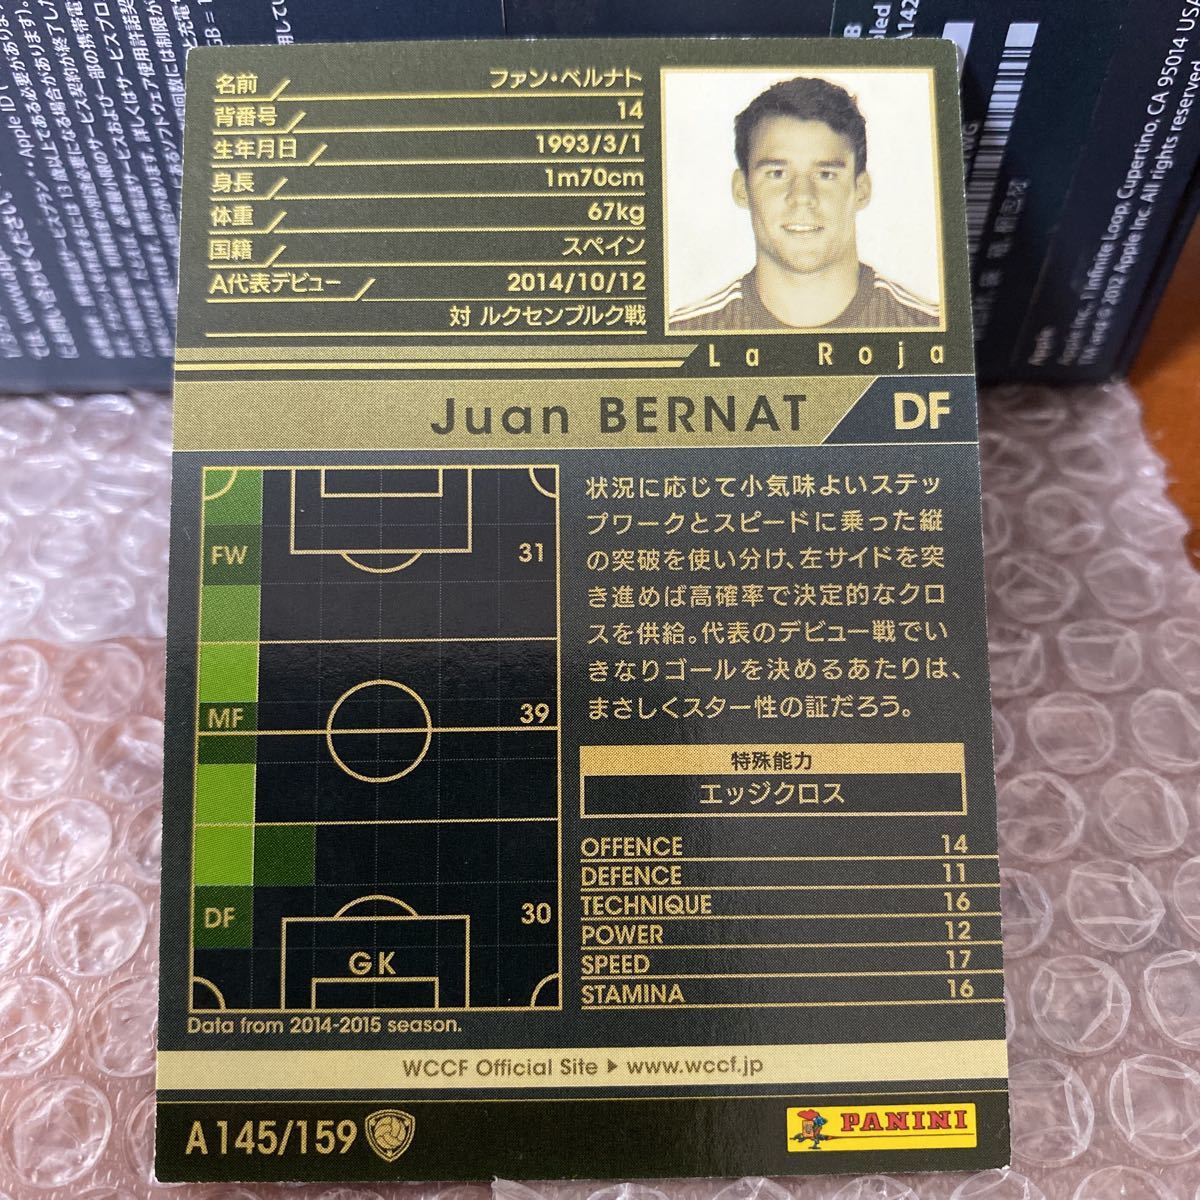 名前 ファン・ベルナト
背番号 14
生年月日 1993/3/1
身長 1m70cm
体重 67kg
国籍 スペイン
A代表デビュー 2014/10/12
対 ルクセンブルク戦
La Roja
Juan BERNAT DF
FW 31
MF 39
DF 30
GK
Data from 2014-2015 season.
状況に応じて小気味よいステッ
プワークとスピードに乗った縦
の突破を使い分け、左サイドを突
き進めば高確率で決定的なクロ
スを供給。代表のデビュー戦でい
きなりゴールを決めるあたりは、
まさしくスター性の証だろう。
特殊能力
エッジクロス
OFFENCE 14
DEFENCE 11
TECHNIQUE 16
POWER 12
SPEED 17
STAMINA 16
WCCF Official Site ▶ www.wccf.jp
A145/159
PANINI
1 Infinite Loop, Cupertino, CA 95014 USA
TM and © 2002 Apple Inc. All rights reserved.